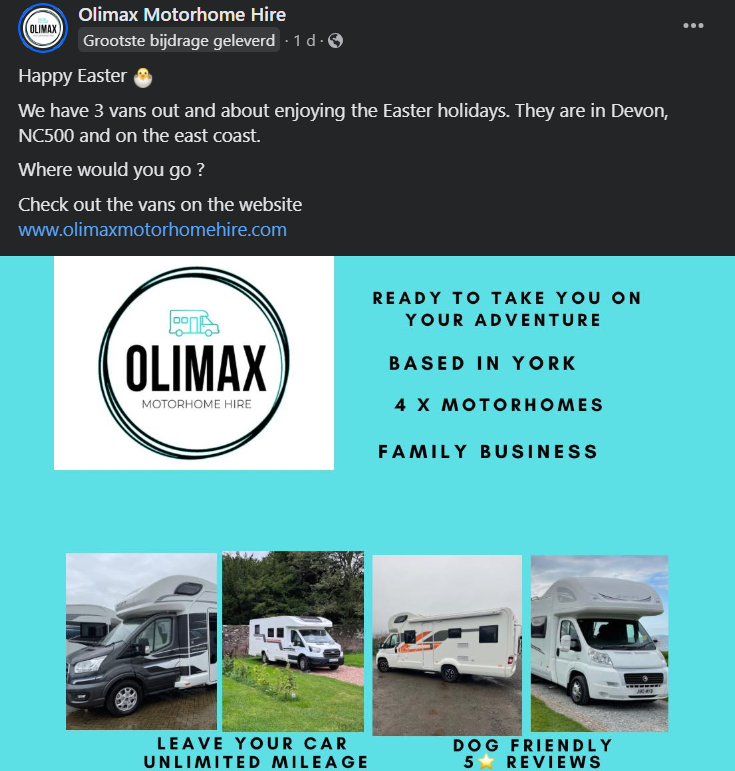 Olimax Motorhome Hire
Grootste bijdrage geleverd · 1 d ·
Happy Easter 🐣
We have 3 vans out and about enjoying the Easter holidays. They are in Devon,
NC500 and on the east coast.
Where would you go ?
Check out the vans on the website
www.olimaxmotorhomehire.com
OLIMAX
MOTORHOME HIRE
READY TO TAKE YOU ON
YOUR ADVENTURE
BASED IN YORK
4 X MOTORHOMES
FAMILY BUSINESS
LEAVE YOUR CAR
UNLIMITED MILEAGE
DOG FRIENDLY
5⭐ REVIEWS